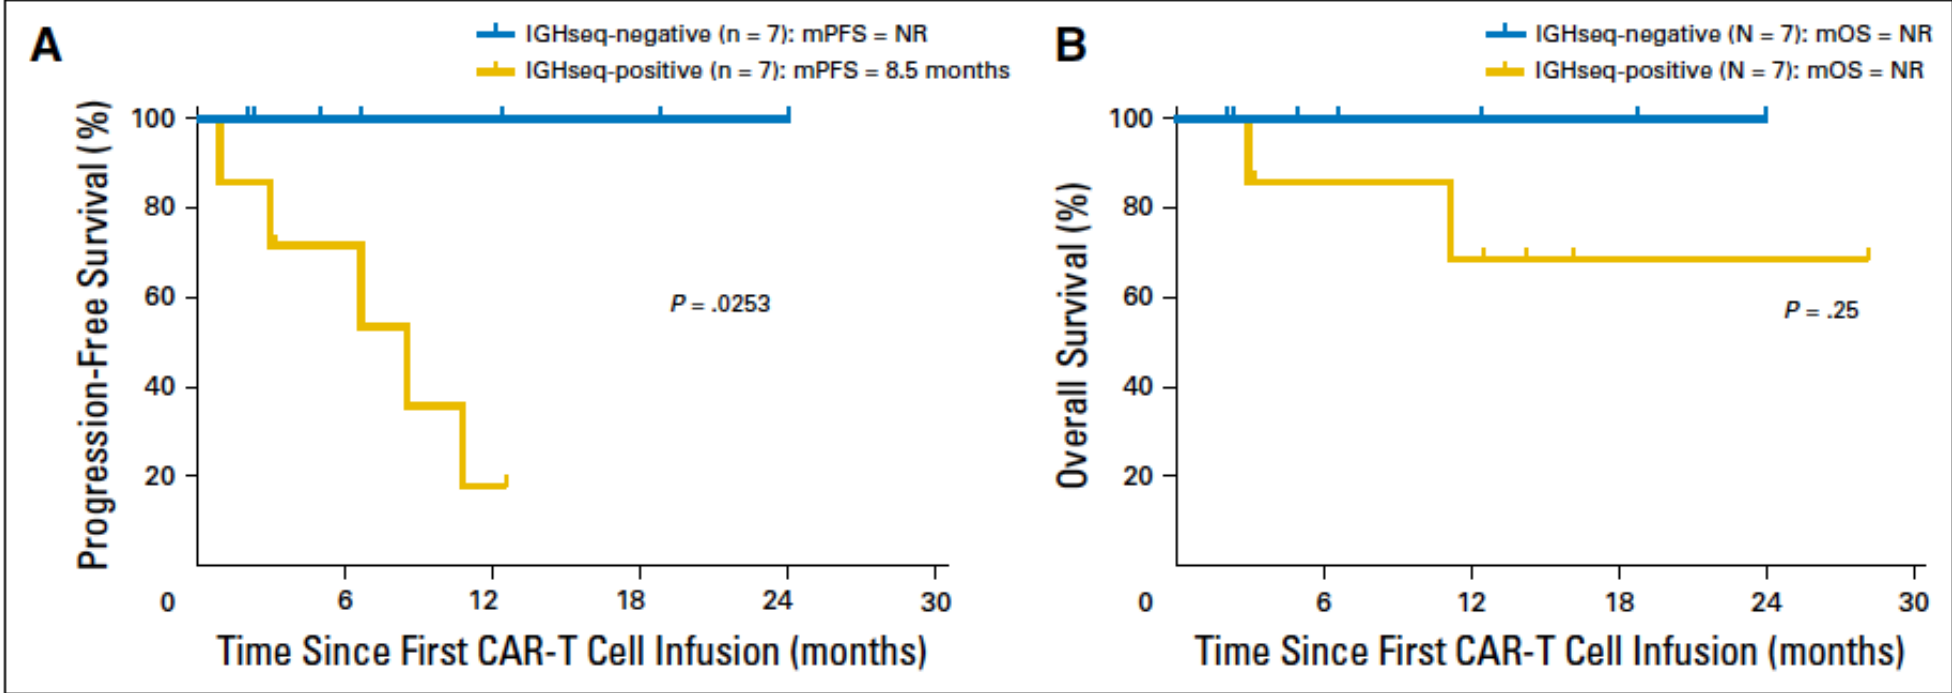 A
IGHseq-negative (n = 7): mPFS = NR
IGHseq-positive (n = 7): mPFS = 8.5 months
Progression-Free Survival (%)
100
80
60
40
20
P = .0253
0 6 12 18 24 30
Time Since First CAR-T Cell Infusion (months)
B
IGHseq-negative (N = 7): mOS = NR
IGHseq-positive (N = 7): mOS = NR
Overall Survival (%)
100
80
60
40
20
P = .25
0 6 12 18 24 30
Time Since First CAR-T Cell Infusion (months)